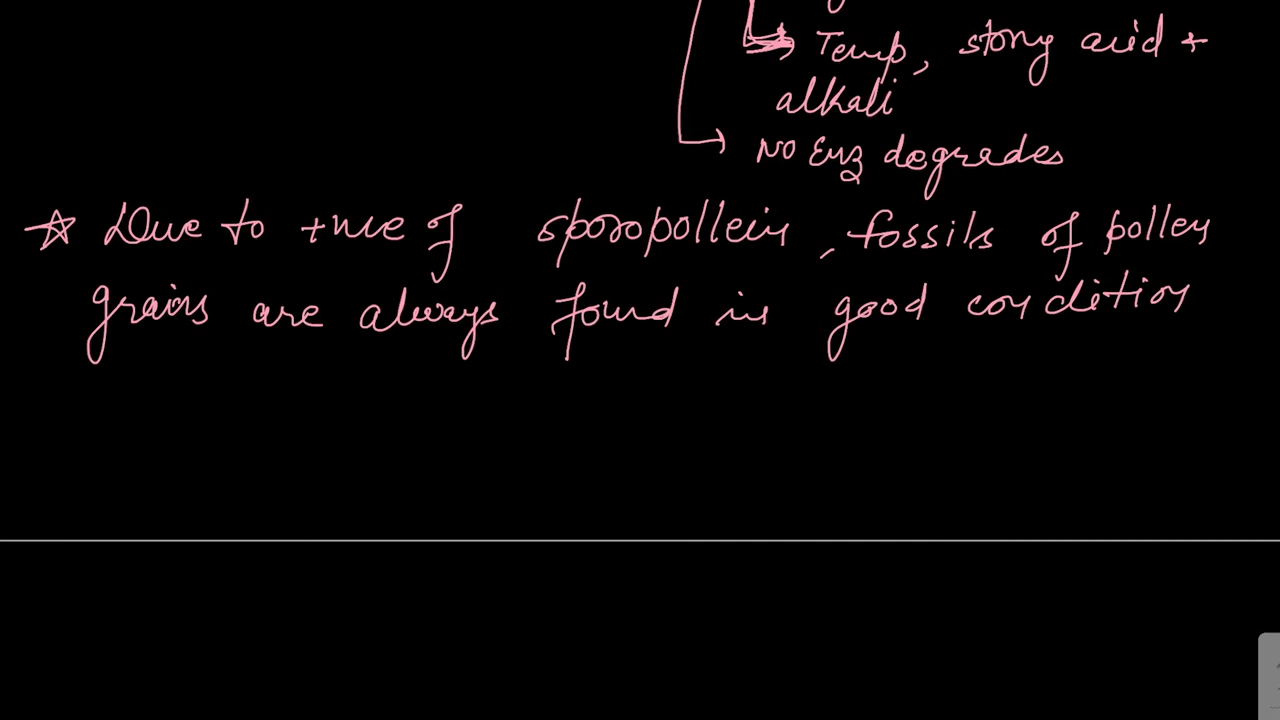 Temp, strong acid +
alkali
No Enz degrades
Due to +nce of sporopollein, fossils of pollen
grains are always found in good condition